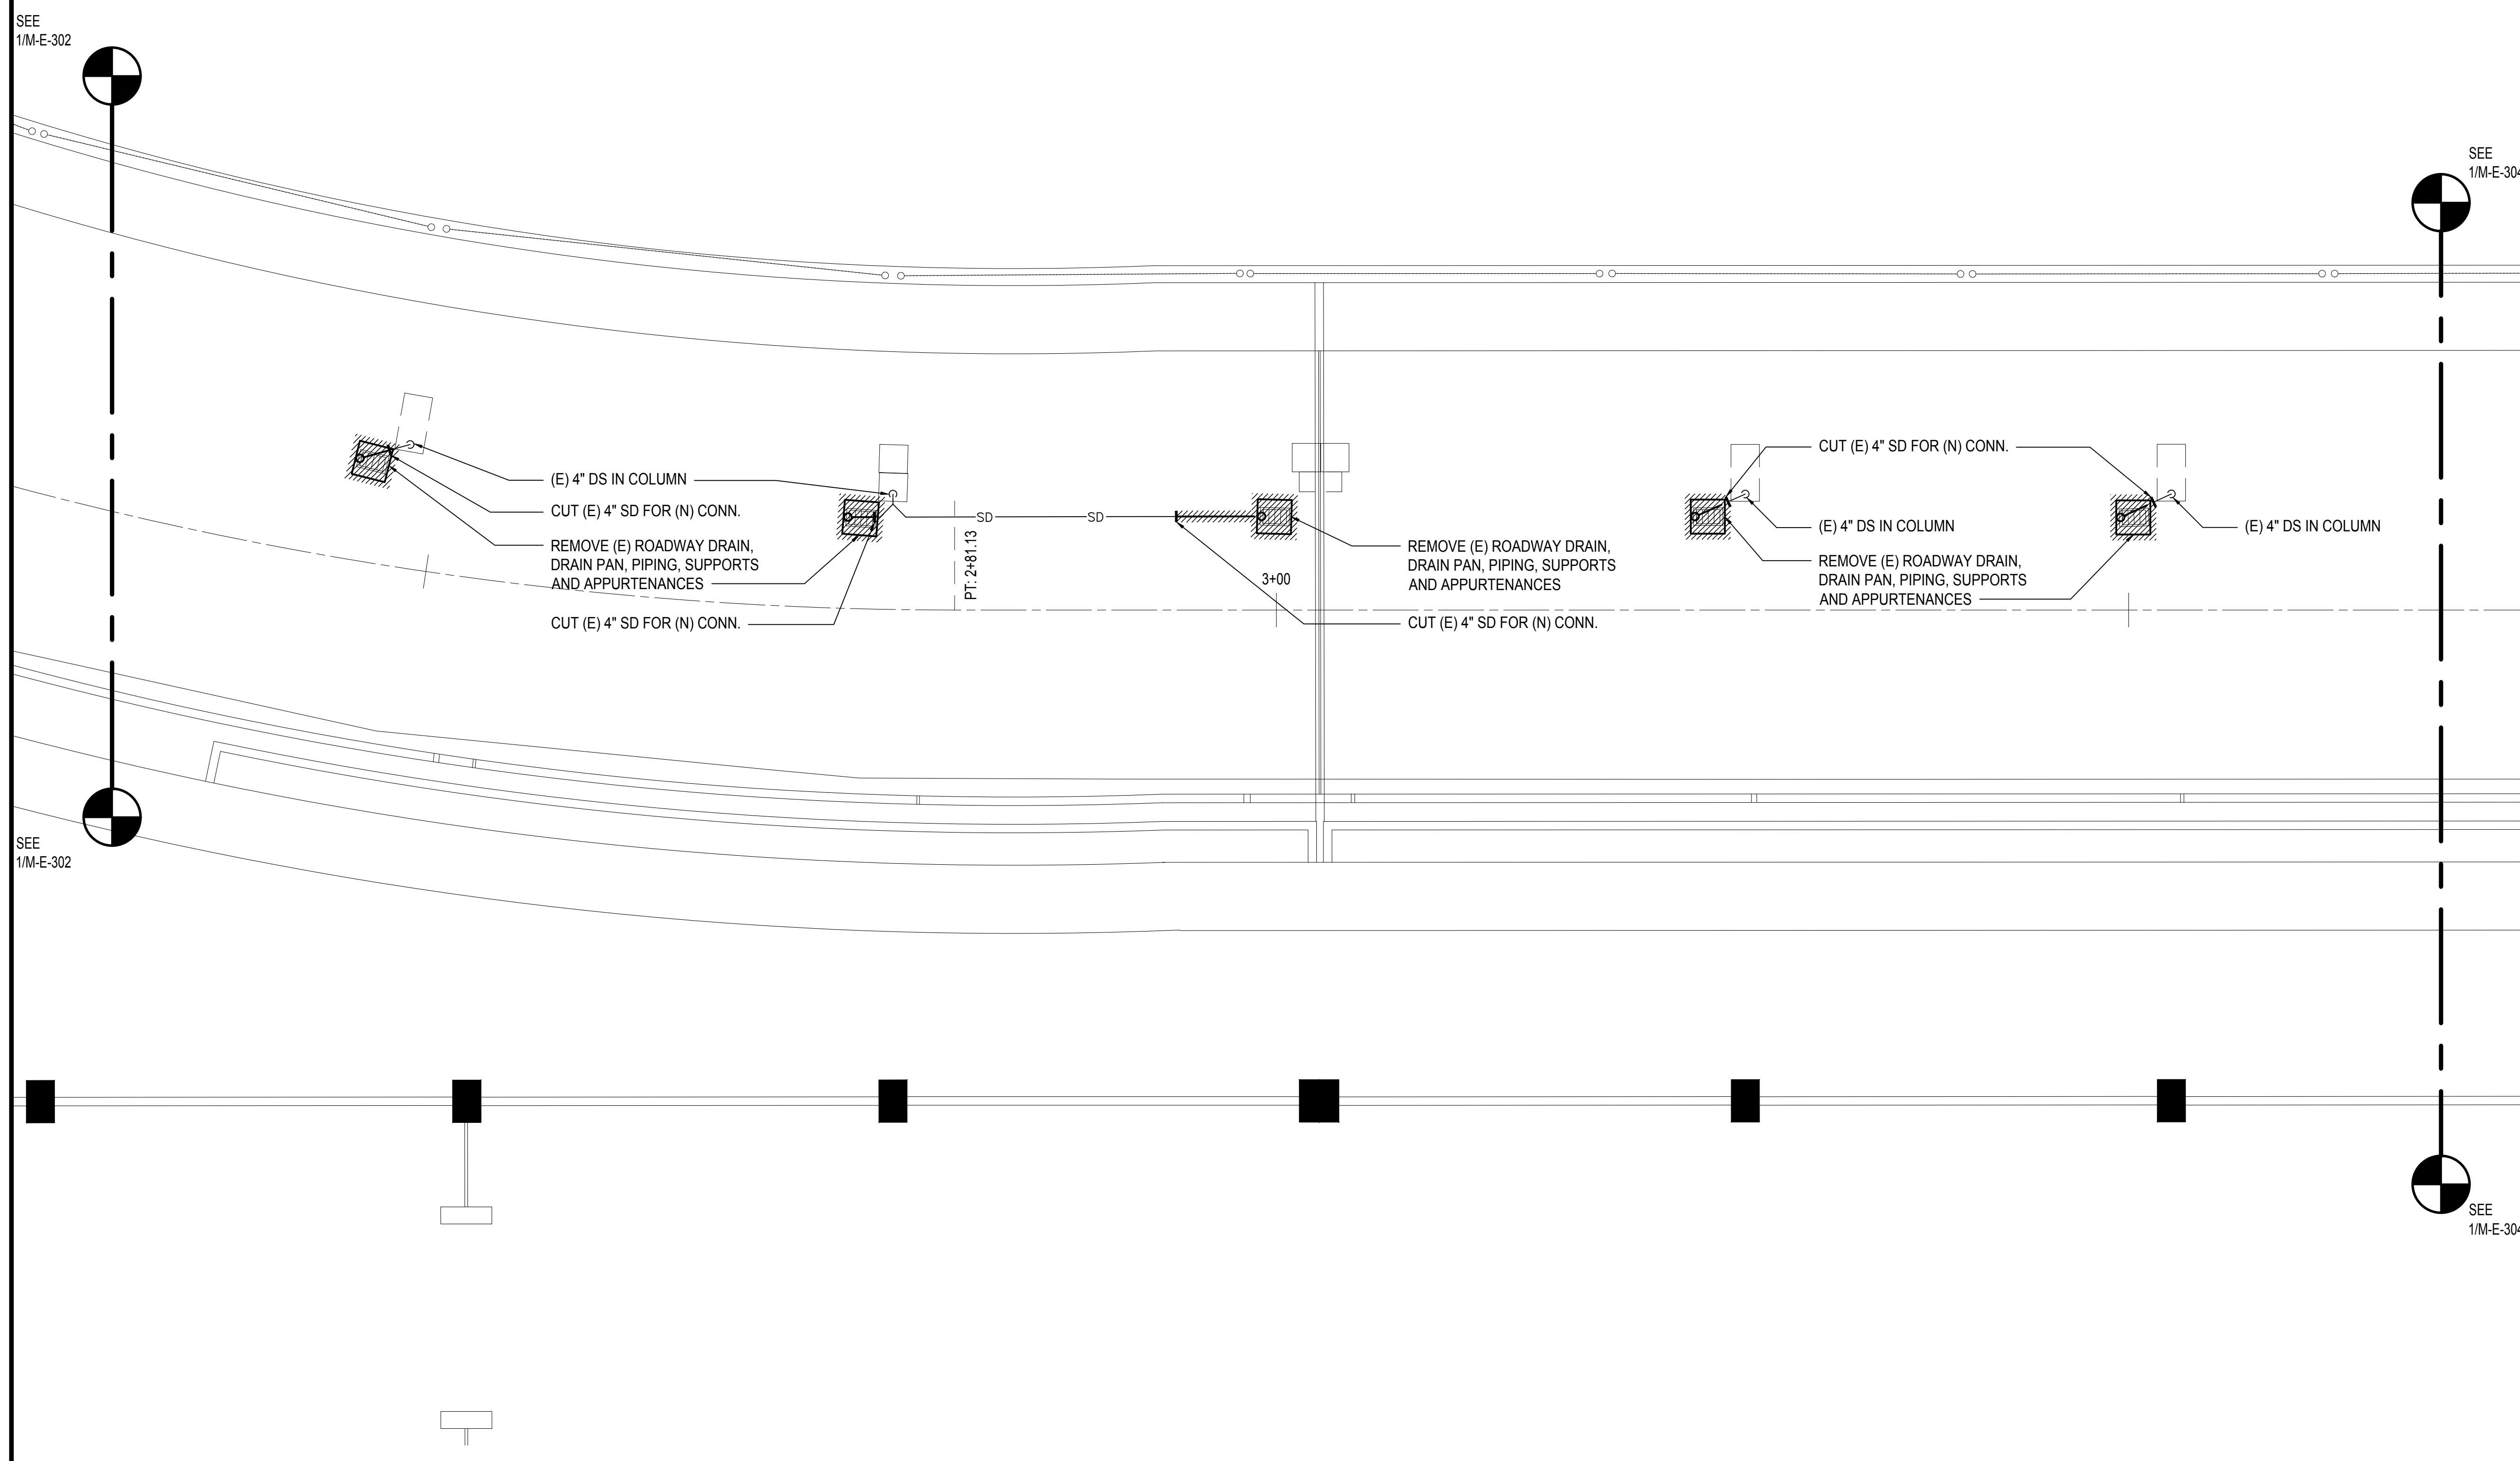 SEE
1/M-E-302
SEE
1/M-E-304
(E) 4" DS IN COLUMN
CUT (E) 4" SD FOR (N) CONN.
REMOVE (E) ROADWAY DRAIN,
DRAIN PAN, PIPING, SUPPORTS
AND APPURTENANCES
CUT (E) 4" SD FOR (N) CONN.
SD
SD
PT: 2+81.13
3+00
REMOVE (E) ROADWAY DRAIN,
DRAIN PAN, PIPING, SUPPORTS
AND APPURTENANCES
CUT (E) 4" SD FOR (N) CONN.
CUT (E) 4" SD FOR (N) CONN.
(E) 4" DS IN COLUMN
REMOVE (E) ROADWAY DRAIN,
DRAIN PAN, PIPING, SUPPORTS
AND APPURTENANCES
(E) 4" DS IN COLUMN
SEE
1/M-E-302
SEE
1/M-E-304